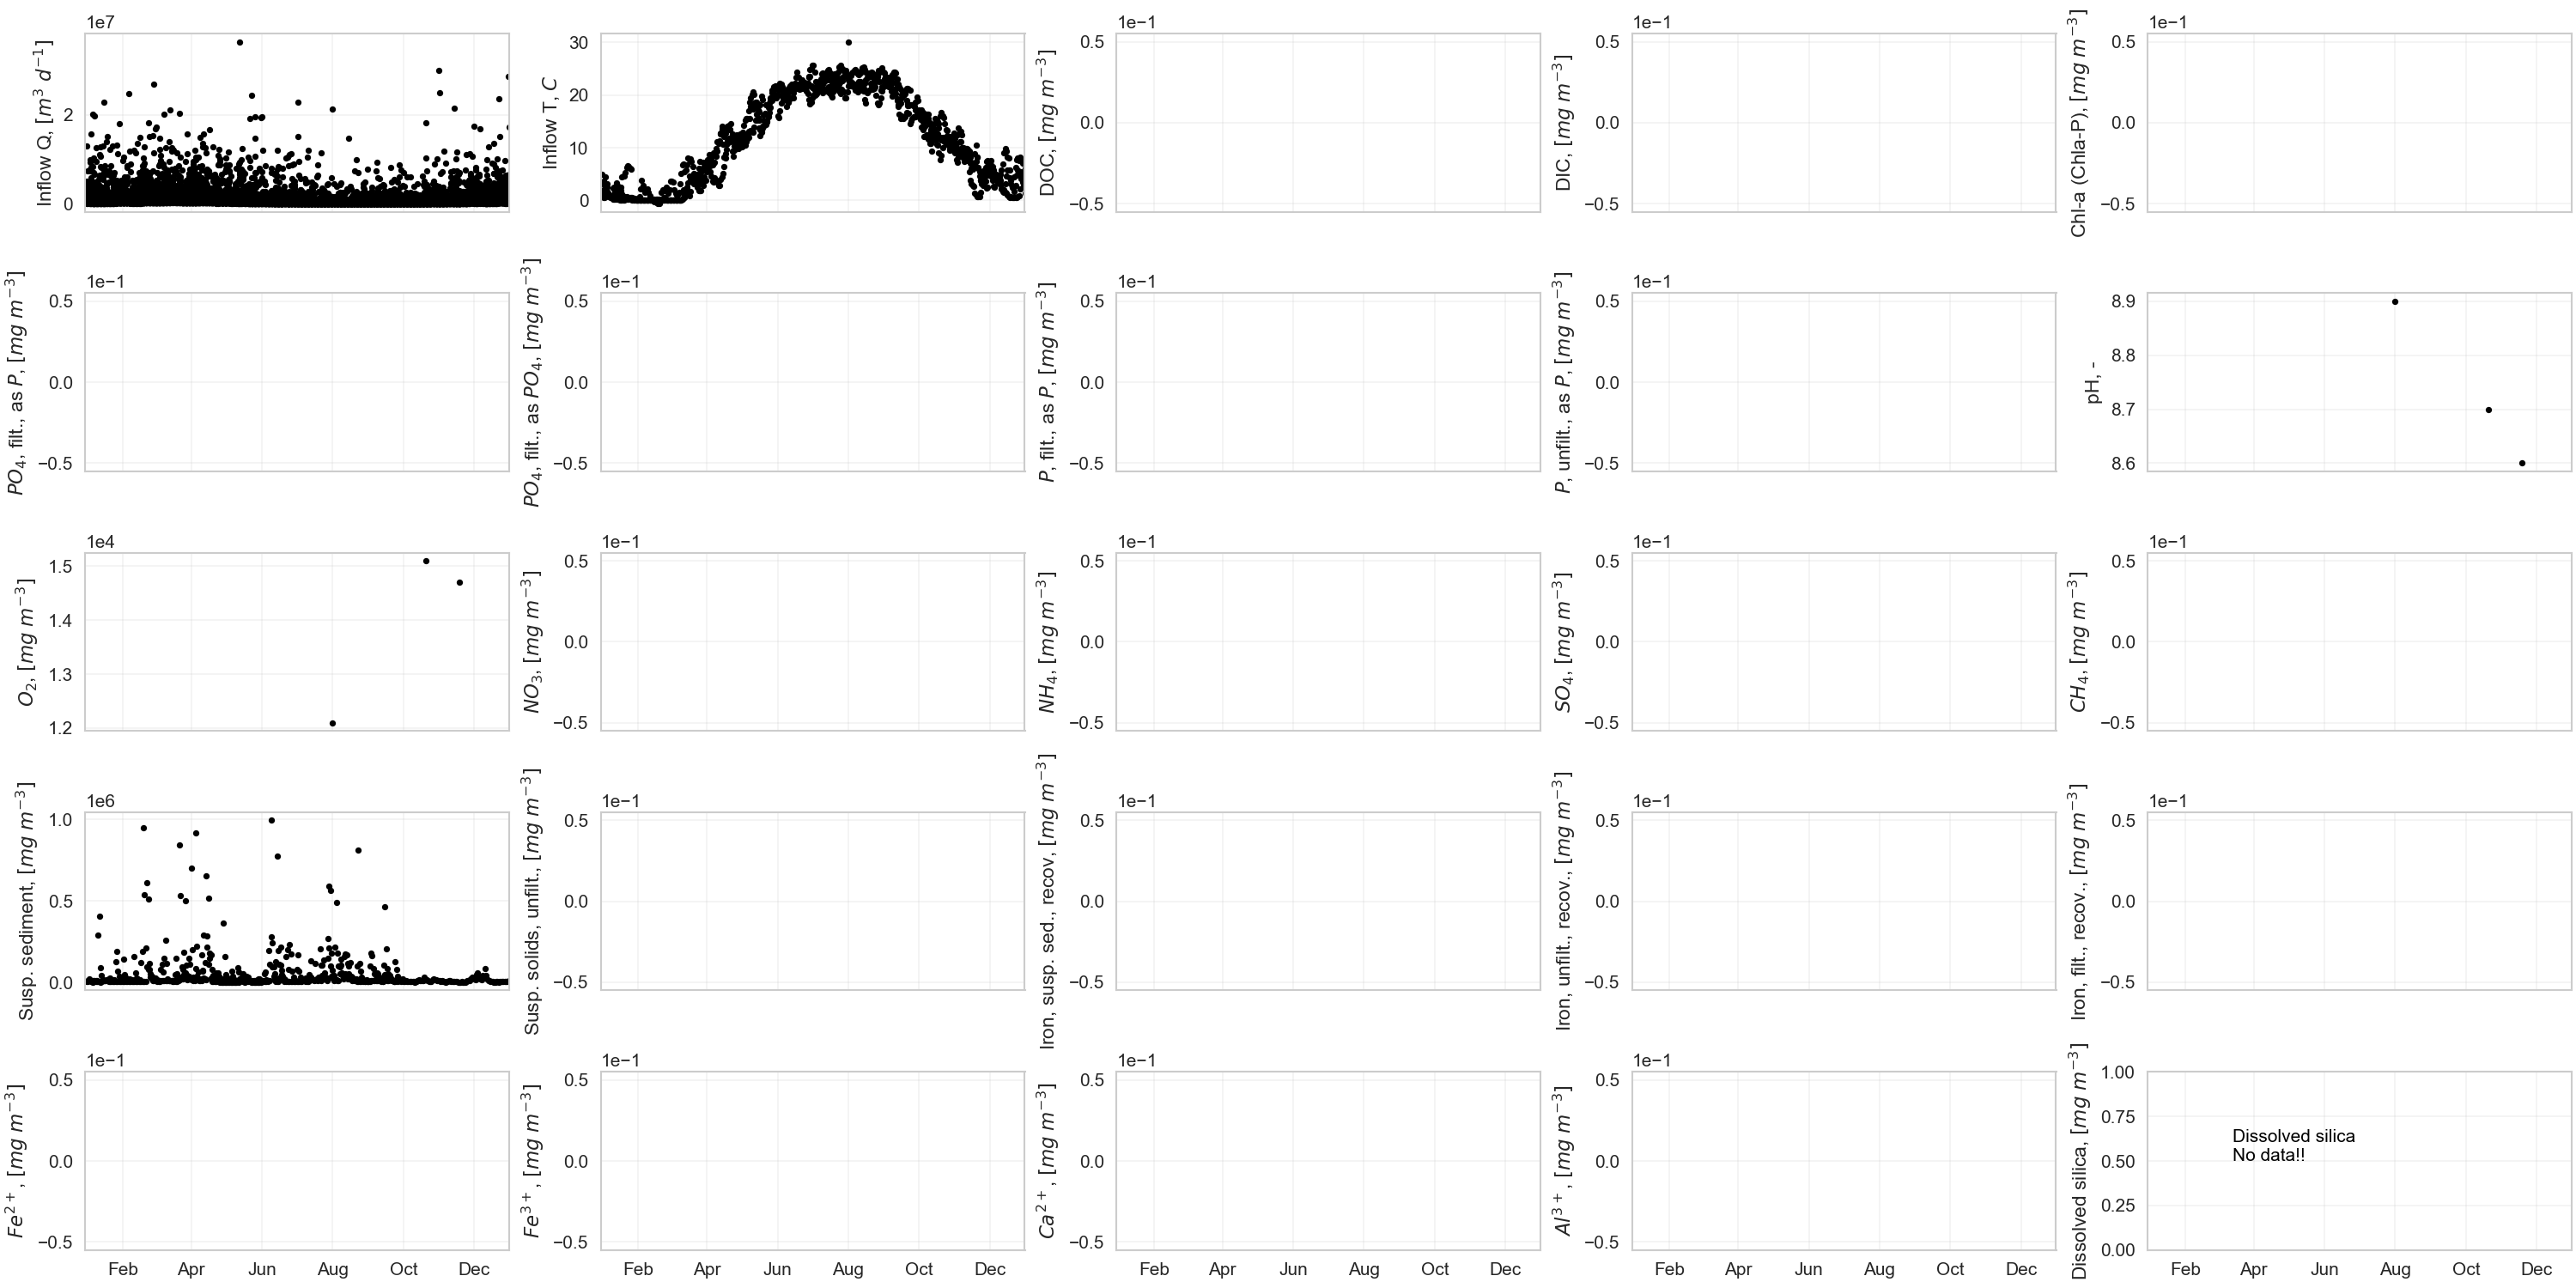 1e7
Inflow Q, [m³ d⁻¹]
2
0
Inflow T, C
30
20
10
0
1e−1
DOC, [mg m⁻³]
0.5
0.0
−0.5
1e−1
DIC, [mg m⁻³]
0.5
0.0
−0.5
1e−1
Chl-a (Chla-P), [mg m⁻³]
0.5
0.0
−0.5
1e−1
PO₄, filt., as P, [mg m⁻³]
0.5
0.0
−0.5
1e−1
PO₄, filt., as PO₄, [mg m⁻³]
0.5
0.0
−0.5
1e−1
P, filt., as P, [mg m⁻³]
0.5
0.0
−0.5
1e−1
P, unfilt., as P, [mg m⁻³]
0.5
0.0
−0.5
pH, -
8.9
8.8
8.7
8.6
1e4
O₂, [mg m⁻³]
1.5
1.4
1.3
1.2
1e−1
NO₃, [mg m⁻³]
0.5
0.0
−0.5
1e−1
NH₄, [mg m⁻³]
0.5
0.0
−0.5
1e−1
SO₄, [mg m⁻³]
0.5
0.0
−0.5
1e−1
CH₄, [mg m⁻³]
0.5
0.0
−0.5
1e6
Susp. sediment, [mg m⁻³]
1.0
0.5
0.0
1e−1
Susp. solids, unfilt., [mg m⁻³]
0.5
0.0
−0.5
1e−1
Iron, susp. sed., recov, [mg m⁻³]
0.5
0.0
−0.5
1e−1
Iron, unfilt., recov., [mg m⁻³]
0.5
0.0
−0.5
1e−1
Iron, filt., recov., [mg m⁻³]
0.5
0.0
−0.5
1e−1
Fe²⁺, [mg m⁻³]
0.5
0.0
−0.5
Feb Apr Jun Aug Oct Dec
1e−1
Fe³⁺, [mg m⁻³]
0.5
0.0
−0.5
Feb Apr Jun Aug Oct Dec
1e−1
Ca²⁺, [mg m⁻³]
0.5
0.0
−0.5
Feb Apr Jun Aug Oct Dec
1e−1
Al³⁺, [mg m⁻³]
0.5
0.0
−0.5
Feb Apr Jun Aug Oct Dec
Dissolved silica, [mg m⁻³]
1.00
0.75
0.50
0.25
0.00
Dissolved silica
No data!!
Feb Apr Jun Aug Oct Dec